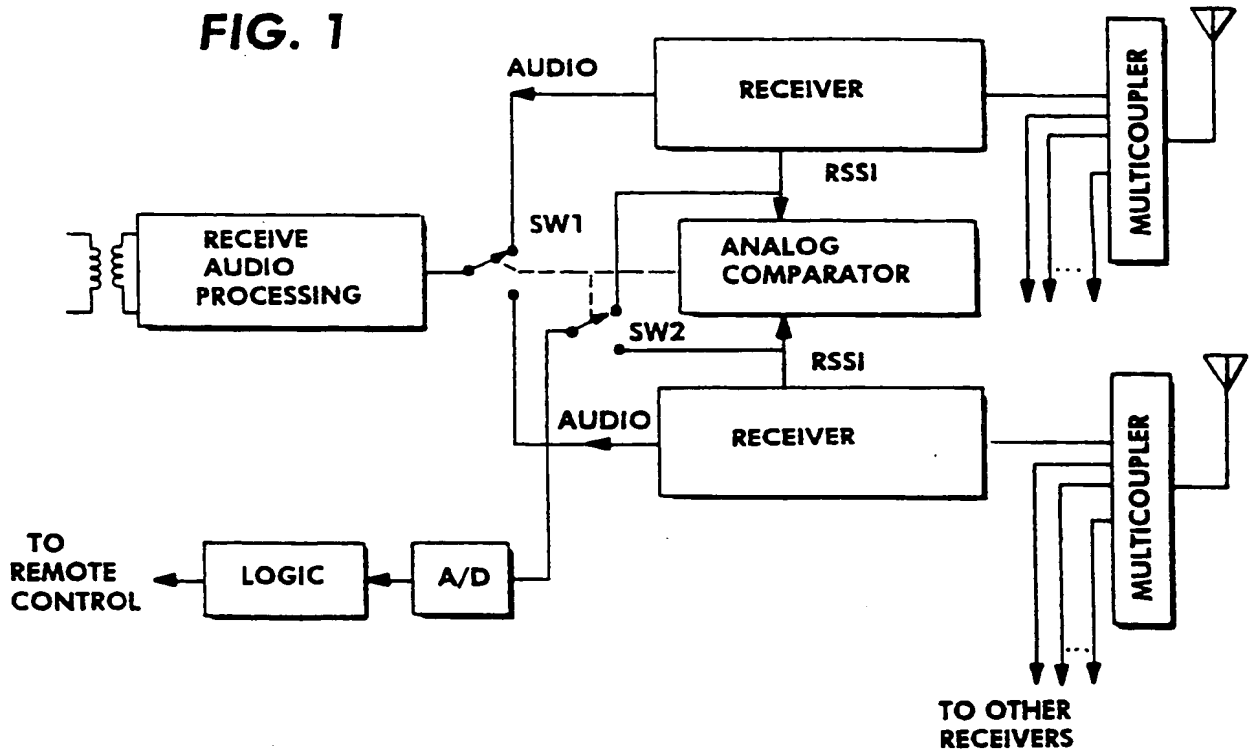 FIG. 1
AUDIO
RECEIVER
MULTICOUPLER
RSSI
SW1
RECEIVE
AUDIO
PROCESSING
ANALOG
COMPARATOR
SW2
RSSI
AUDIO
RECEIVER
MULTICOUPLER
TO
REMOTE
CONTROL
LOGIC
A/D
TO OTHER
RECEIVERS